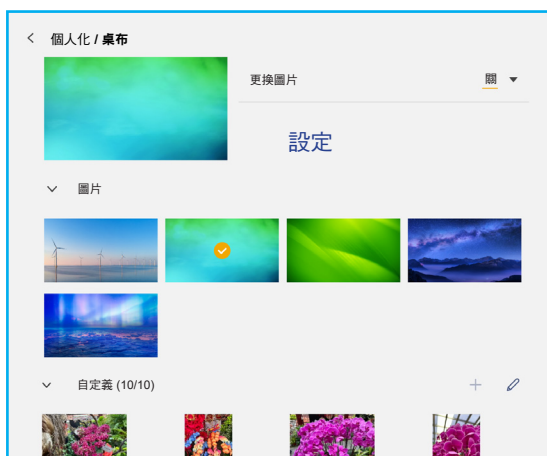 個人化 / 桌布
更換圖片 關
設定
圖片
自定義 (10/10)